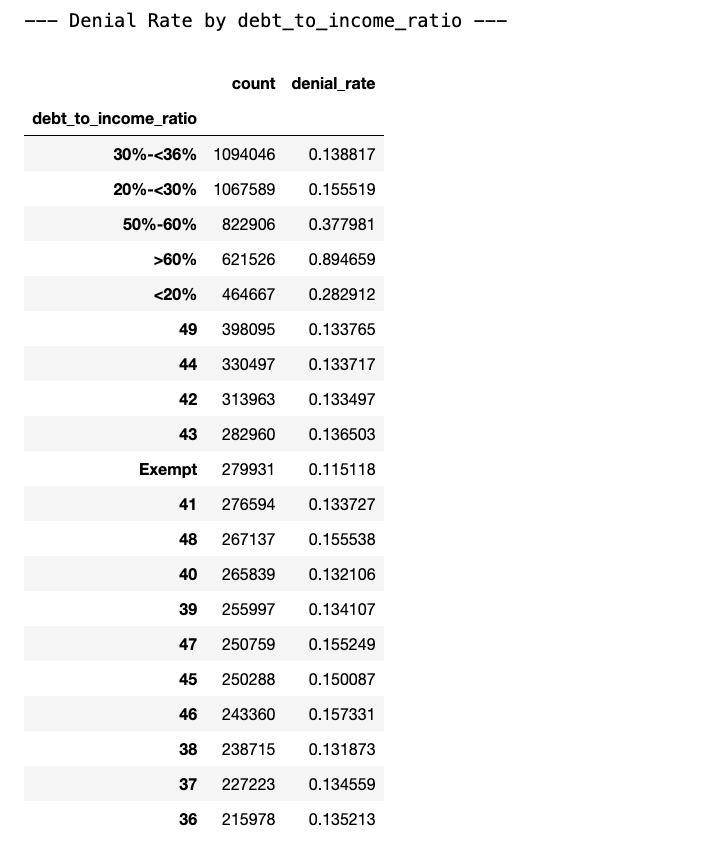 --- Denial Rate by debt_to_income_ratio ---
count denial_rate
debt_to_income_ratio
30%-<36% 1094046 0.138817
20%-<30% 1067589 0.155519
50%-60% 822906 0.377981
>60% 621526 0.894659
<20% 464667 0.282912
49 398095 0.133765
44 330497 0.133717
42 313963 0.133497
43 282960 0.136503
Exempt 279931 0.115118
41 276594 0.133727
48 267137 0.155538
40 265839 0.132106
39 255997 0.134107
47 250759 0.155249
45 250288 0.150087
46 243360 0.157331
38 238715 0.131873
37 227223 0.134559
36 215978 0.135213